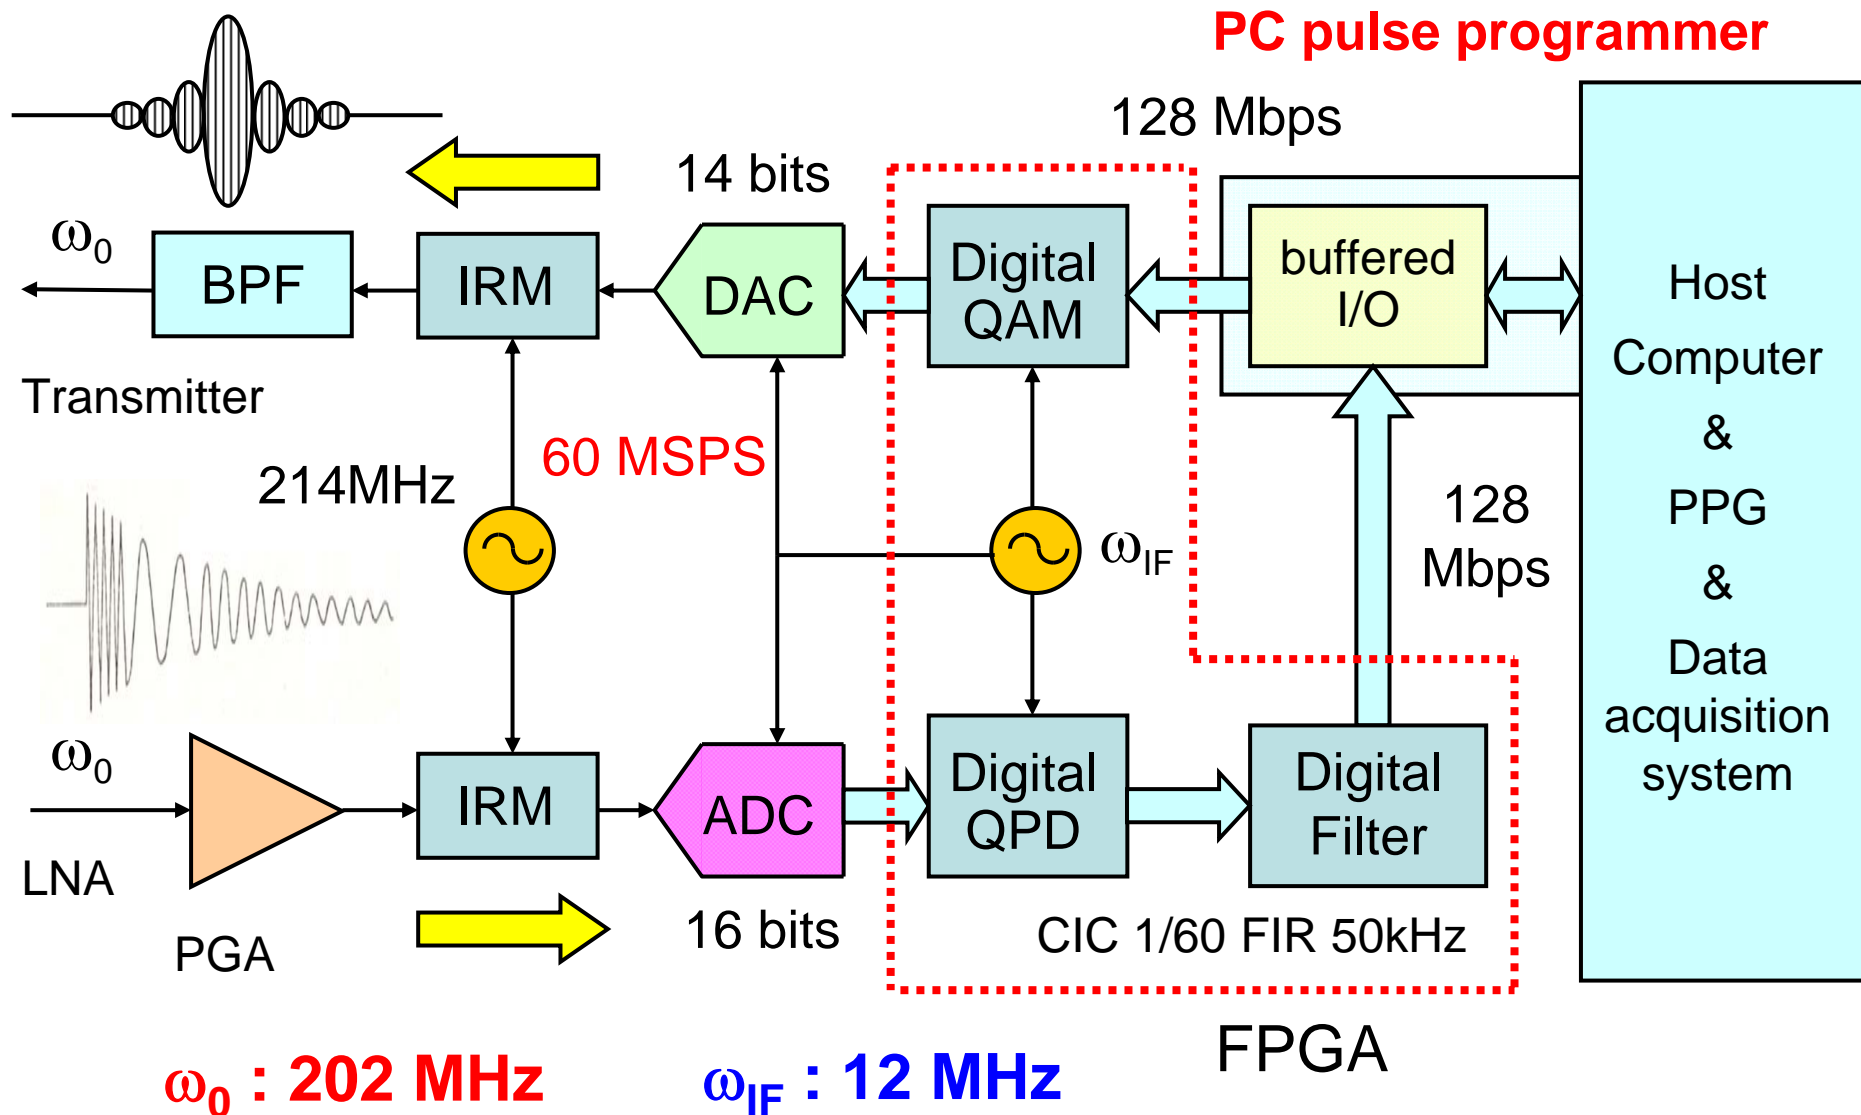 PC pulse programmer
128 Mbps
14 bits
ω0
BPF
IRM
DAC
Digital
QAM
buffered
I/O
Host
Computer
&
PPG
&
Data
acquisition
system
Transmitter
214MHz
60 MSPS
ωIF
128
Mbps
ω0
LNA
PGA
IRM
ADC
16 bits
Digital
QPD
Digital
Filter
CIC 1/60 FIR 50kHz
FPGA
ω0 : 202 MHz
ωIF : 12 MHz